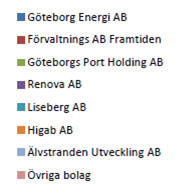 Göteborg Energi AB
Förvaltnings AB Framtiden
Göteborgs Port Holding AB
Renova AB
Liseberg AB
Higab AB
Älvstranden Utveckling AB
Övriga bolag